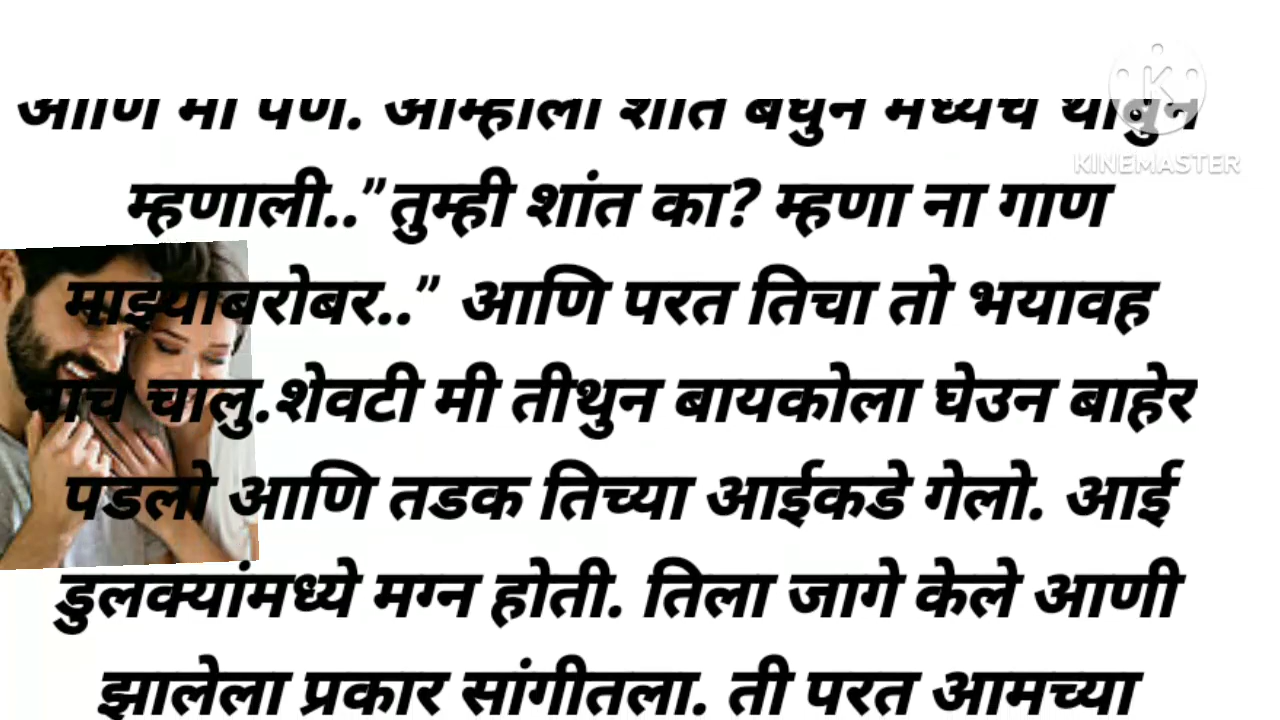 आणि मी पण. आम्हाला शांत बघुन मध्येच थांबुन
KINEMASTER
म्हणाली..”तुम्ही शांत का? म्हणा ना गाण
माझ्याबरोबर..” आणि परत तिचा तो भयावह
नाच चालु.शेवटी मी तीथुन बायकोला घेउन बाहेर
पडलो आणि तडक तिच्या आईकडे गेलो. आई
डुलक्यांमध्ये मग्न होती. तिला जागे केले आणी
झालेला प्रकार सांगीतला. ती परत आमच्या